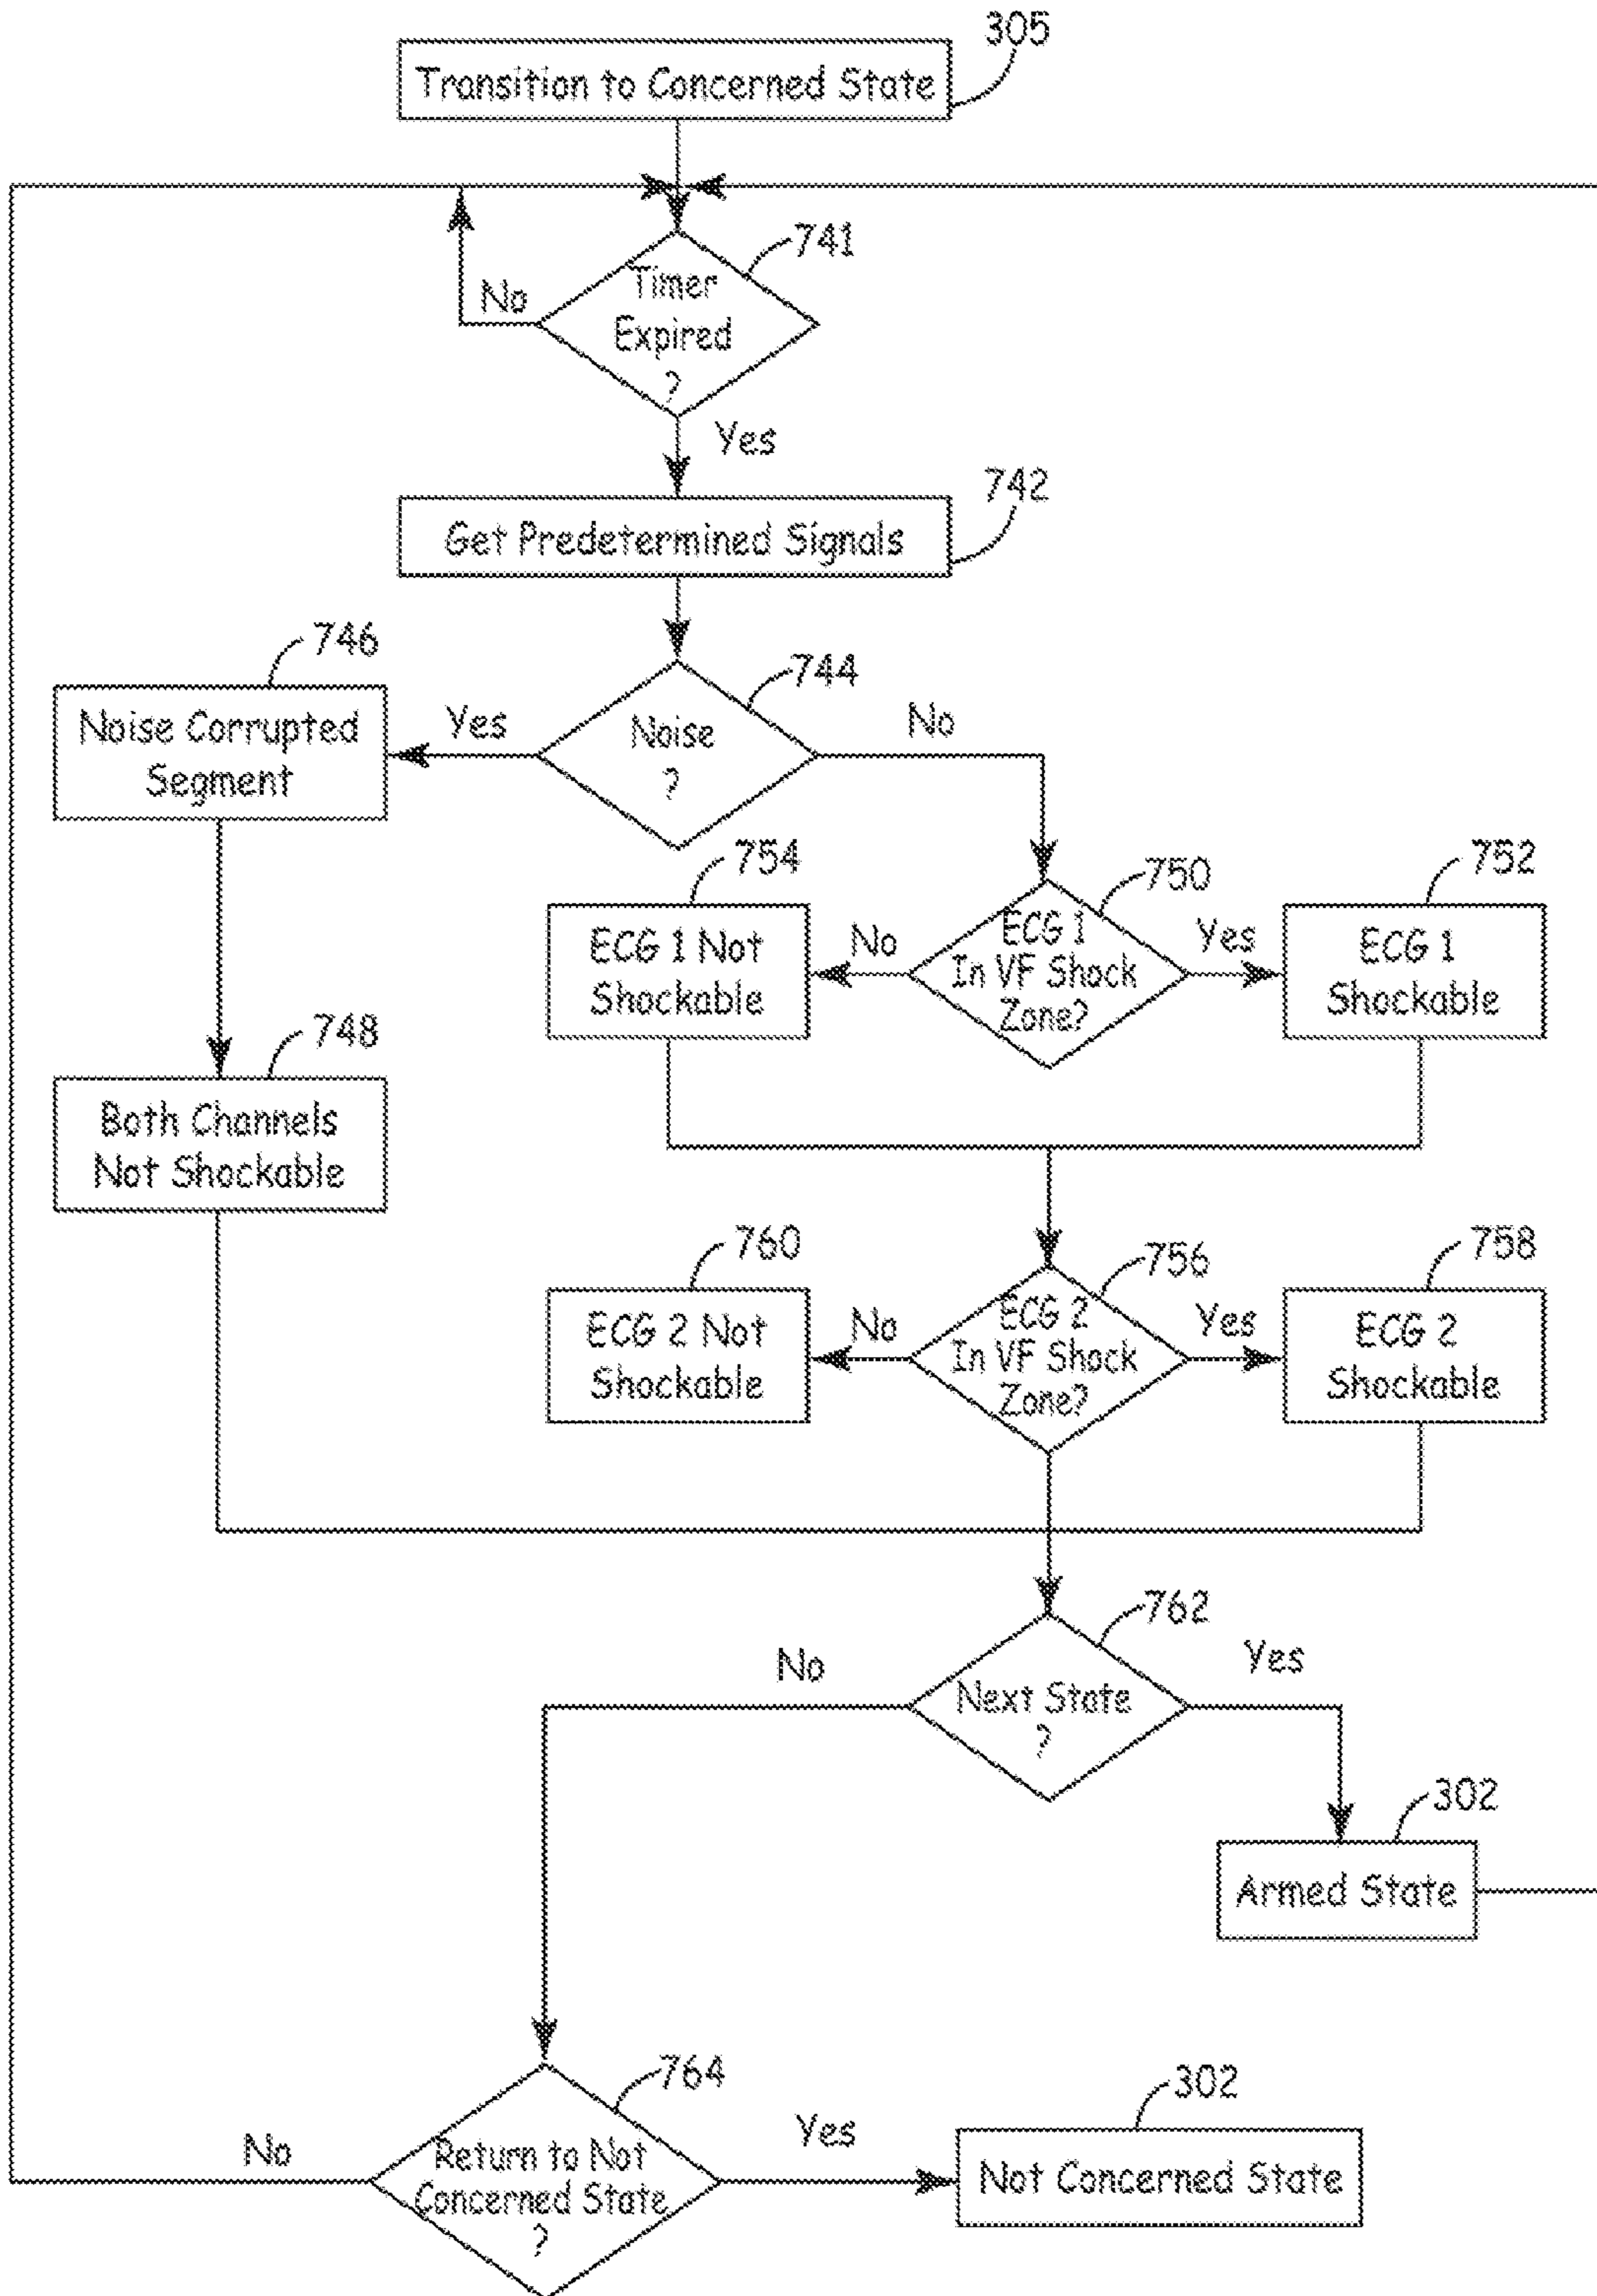 305
Transition to Concerned State
741
Timer
Expired
?
No
Yes
742
Get Predetermined Signals
746
744
Noise Corrupted
Segment
Yes
Noise
?
No
754
750
752
ECG 1 Not
Shockable
No
ECG 1
In VF Shock
Zone?
Yes
ECG 1
Shockable
748
Both Channels
Not Shockable
760
756
758
ECG 2 Not
Shockable
No
ECG 2
In VF Shock
Zone?
Yes
ECG 2
Shockable
762
No
Next State
?
Yes
302
Armed State
764
No
Return to Not
Concerned State
?
Yes
302
Not Concerned State